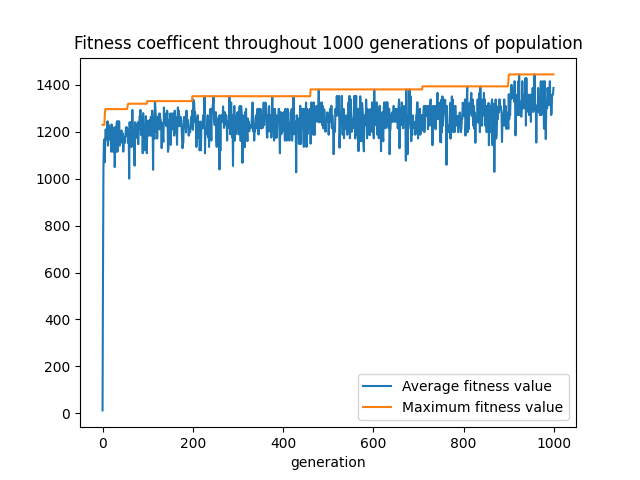 Fitness coefficent throughout 1000 generations of population
1400
1200
1000
800
600
400
200
0
Average fitness value
Maximum fitness value
0 200 400 600 800 1000
generation